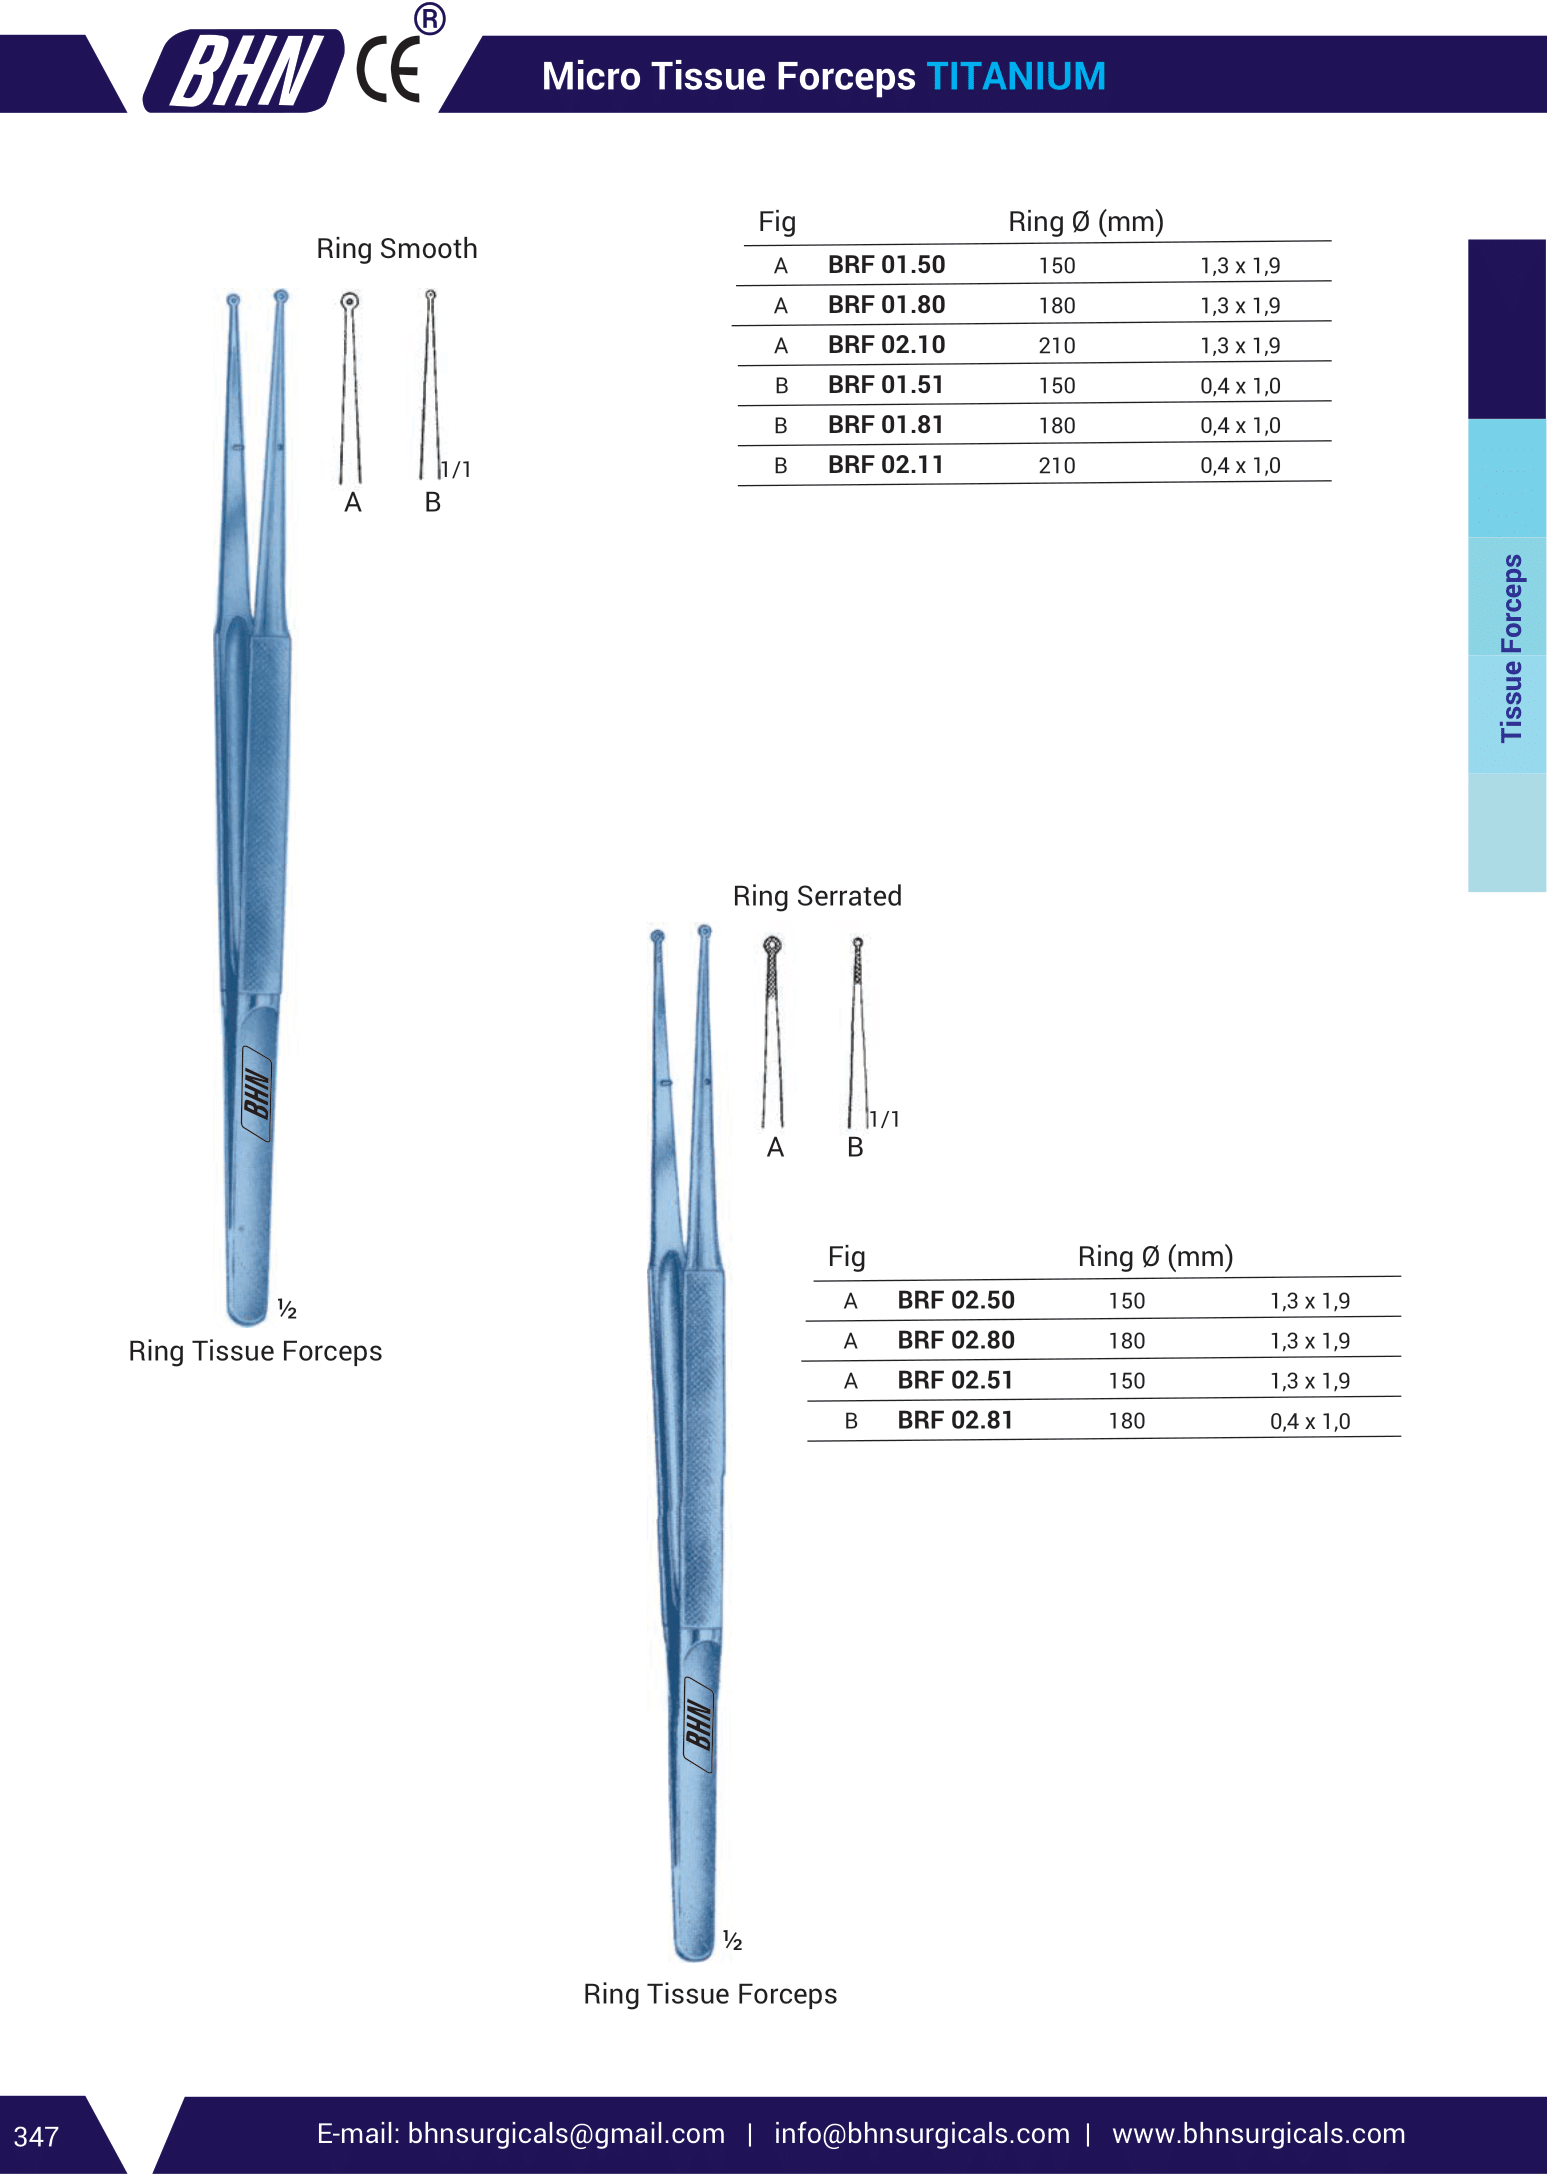 BHN CE ®
Micro Tissue Forceps TITANIUM
Ring Smooth
1/1
A B
Fig Ring Ø (mm)
A BRF 01.50 150 1,3 x 1,9
A BRF 01.80 180 1,3 x 1,9
A BRF 02.10 210 1,3 x 1,9
B BRF 01.51 150 0,4 x 1,0
B BRF 01.81 180 0,4 x 1,0
B BRF 02.11 210 0,4 x 1,0
Tissue Forceps
BHN
½
Ring Tissue Forceps
Ring Serrated
1/1
A B
Fig Ring Ø (mm)
A BRF 02.50 150 1,3 x 1,9
A BRF 02.80 180 1,3 x 1,9
A BRF 02.51 150 1,3 x 1,9
B BRF 02.81 180 0,4 x 1,0
BHN
½
Ring Tissue Forceps
347
E-mail: bhnsurgicals@gmail.com | info@bhnsurgicals.com | www.bhnsurgicals.com